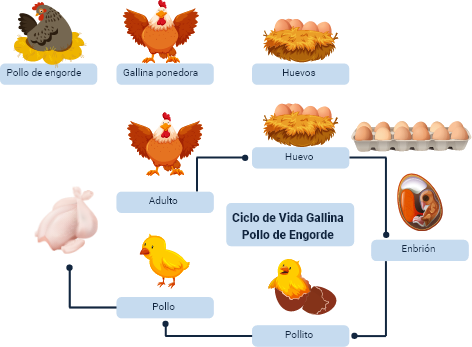 Pollo de engorde
Gallina ponedora
Huevos
Huevo
Adulto
Ciclo de Vida Gallina
Pollo de Engorde
Enbrión
Pollo
Pollito